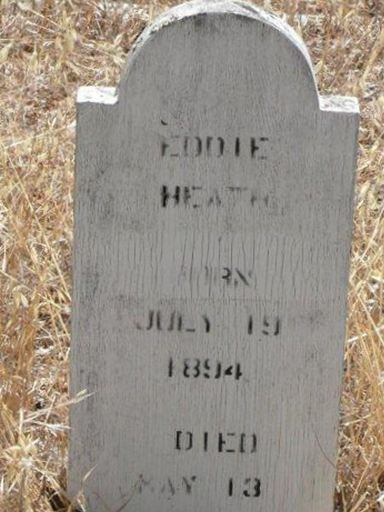 EDDIE
HEATH
BORN
JULY 19
1894
DIED
MAY 13